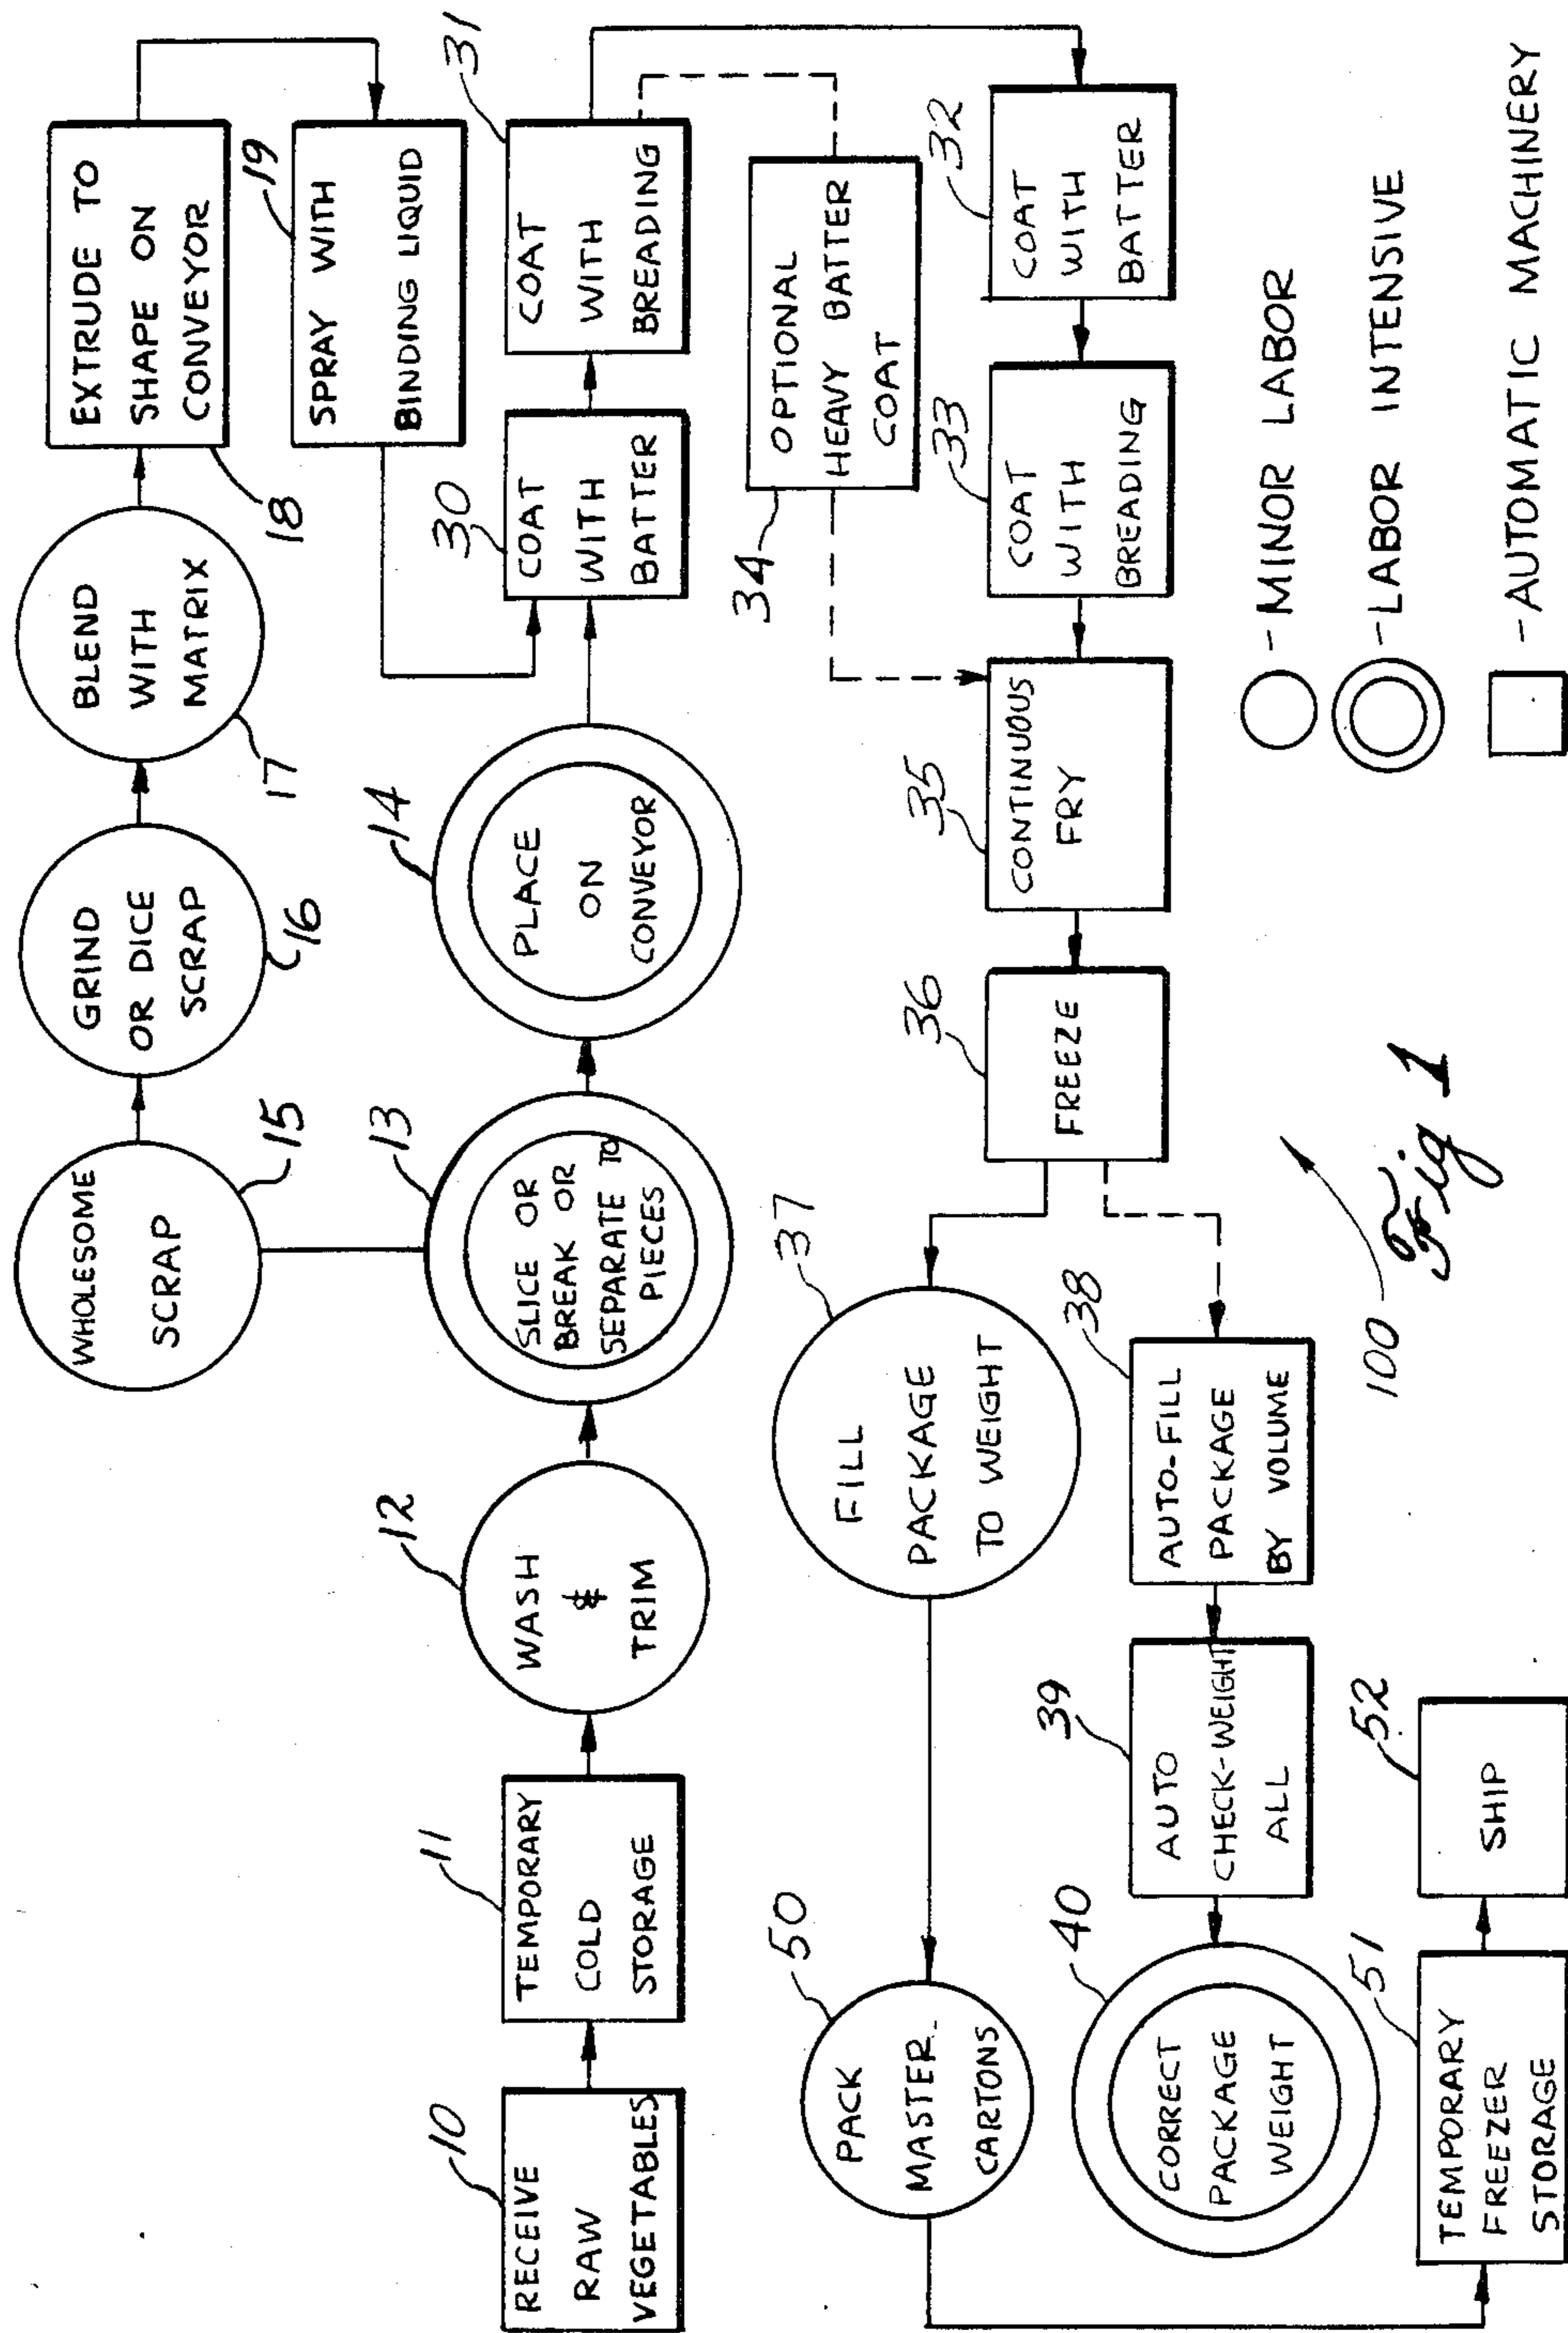 10
RECEIVE
RAW
VEGETABLES
11
TEMPORARY
COLD
STORAGE
12
WASH
&
TRIM
13
SLICE OR
BREAK OR
SEPARATE TO
PIECES
14
PLACE
ON
CONVEYOR
15
WHOLESOME
SCRAP
16
GRIND
OR DICE
SCRAP
17
BLEND
WITH
MATRIX
18
EXTRUDE TO
SHAPE ON
CONVEYOR
19
SPRAY WITH
BINDING LIQUID
30
COAT
WITH
BATTER
31
COAT
WITH
BREADING
34
OPTIONAL
HEAVY BATTER
COAT
32
COAT
WITH
BATTER
33
COAT
WITH
BREADING
35
CONTINUOUS
FRY
36
FREEZE
37
FILL
PACKAGE
TO WEIGHT
38
AUTO-FILL
PACKAGE
BY VOLUME
39
AUTO
CHECK-WEIGHT
ALL
40
CORRECT
PACKAGE
WEIGHT
50
PACK
MASTER
CARTONS
51
TEMPORARY
FREEZER
STORAGE
52
SHIP
100
Fig 1
- MINOR LABOR
- LABOR INTENSIVE
- AUTOMATIC MACHINERY